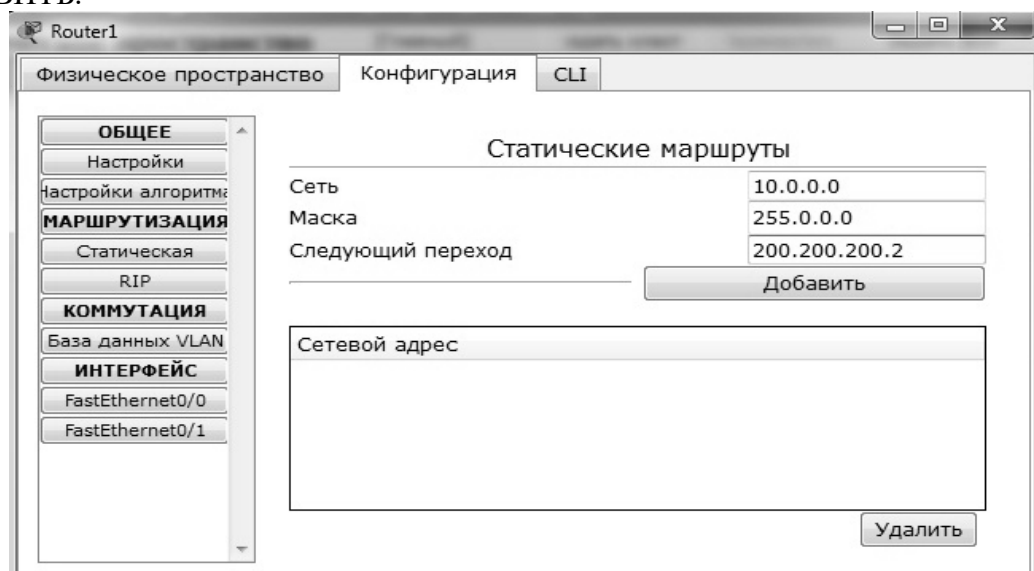 Router1
Физическое пространство Конфигурация CLI
ОБЩЕЕ
Настройки
Настройки алгоритма
МАРШРУТИЗАЦИЯ
Статическая
RIP
КОММУТАЦИЯ
База данных VLAN
ИНТЕРФЕЙС
FastEthernet0/0
FastEthernet0/1
Статические маршруты
Сеть 10.0.0.0
Маска 255.0.0.0
Следующий переход 200.200.200.2
Добавить
Сетевой адрес
Удалить